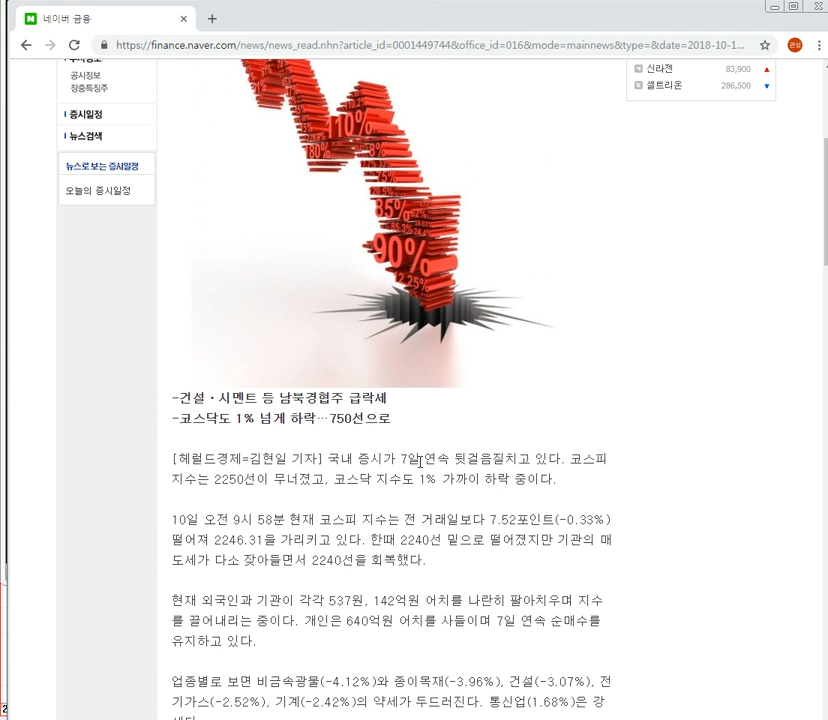 네이버 금융
https://finance.naver.com/news/news_read.nhn?article_id=0001449744&office_id=016&mode=mainnews&type=&date=2018-10-1...
공시정보
장중특징주
증시일정
뉴스검색
뉴스로 보는 증시일정
오늘의 증시일정
신라젠 83,900
셀트리온 286,500
110%
80%
85%
90%
12.25%
-건설·시멘트 등 남북경협주 급락세
-코스닥도 1% 넘게 하락…750선으로
[헤럴드경제=김현일 기자] 국내 증시가 7일 연속 뒷걸음질치고 있다. 코스피
지수는 2250선이 무너졌고, 코스닥 지수도 1% 가까이 하락 중이다.
10일 오전 9시 58분 현재 코스피 지수는 전 거래일보다 7.52포인트(-0.33%)
떨어져 2246.31을 가리키고 있다. 한때 2240선 밑으로 떨어졌지만 기관의 매
도세가 다소 잦아들면서 2240선을 회복했다.
현재 외국인과 기관이 각각 537원, 142억원 어치를 나란히 팔아치우며 지수
를 끌어내리는 중이다. 개인은 640억원 어치를 사들이며 7일 연속 순매수를
유지하고 있다.
업종별로 보면 비금속광물(-4.12%)와 종이목재(-3.96%), 건설(-3.07%), 전
기가스(-2.52%), 기계(-2.42%)의 약세가 두드러진다. 통신업(1.68%)은 강